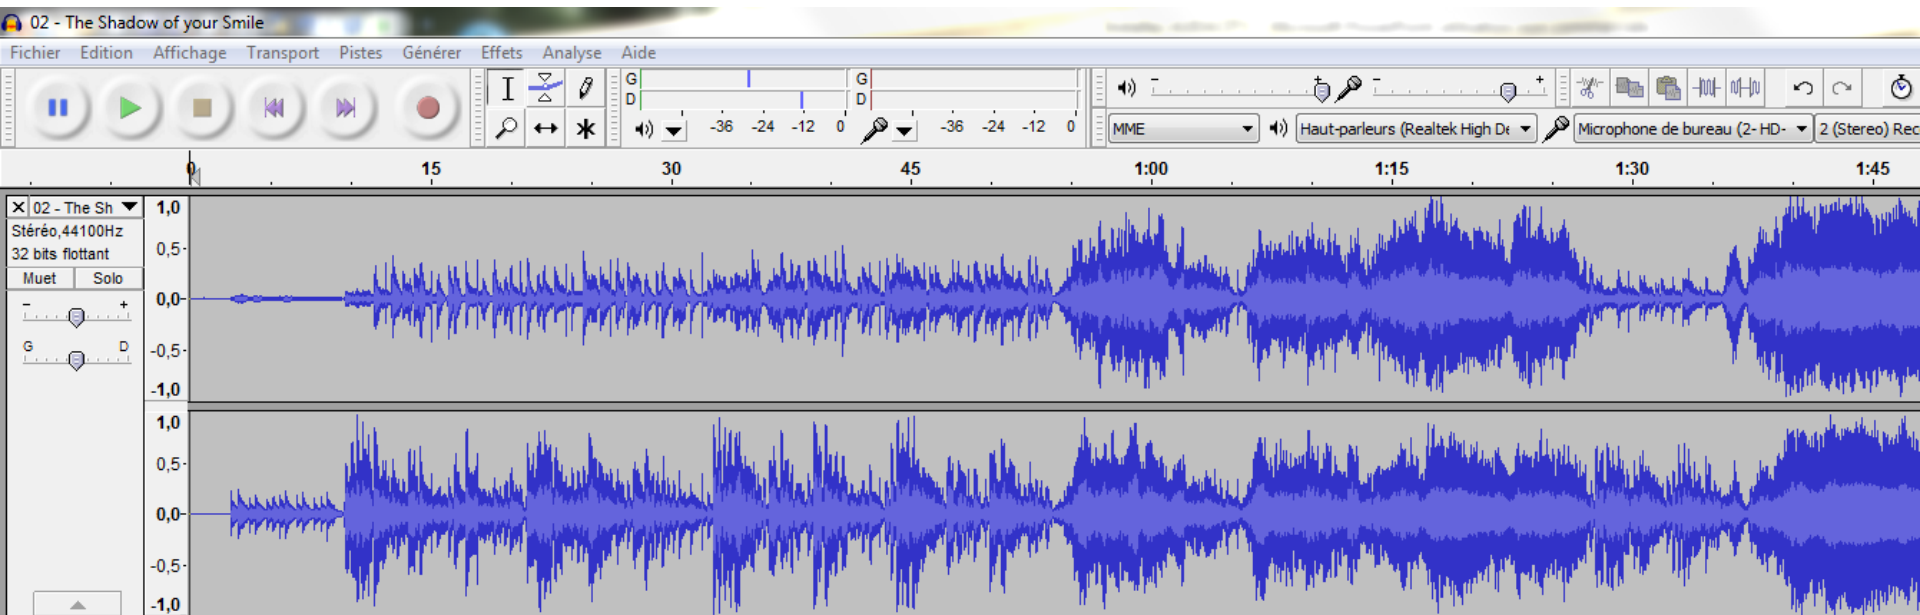 02 - The Shadow of your Smile
Fichier Edition Affichage Transport Pistes Générer Effets Analyse Aide
G G
D D
-36 -24 -12 0 -36 -24 -12 0
MME Haut-parleurs (Realtek High De Microphone de bureau (2- HD- 2 (Stereo) Rec
0 15 30 45 1:00 1:15 1:30 1:45
X 02 - The Sh
Stéréo,44100Hz
32 bits flottant
Muet Solo
- +
G D
1,0
0,5-
0,0-
-0,5-
-1,0
1,0
0,5-
0,0-
-0,5-
-1,0